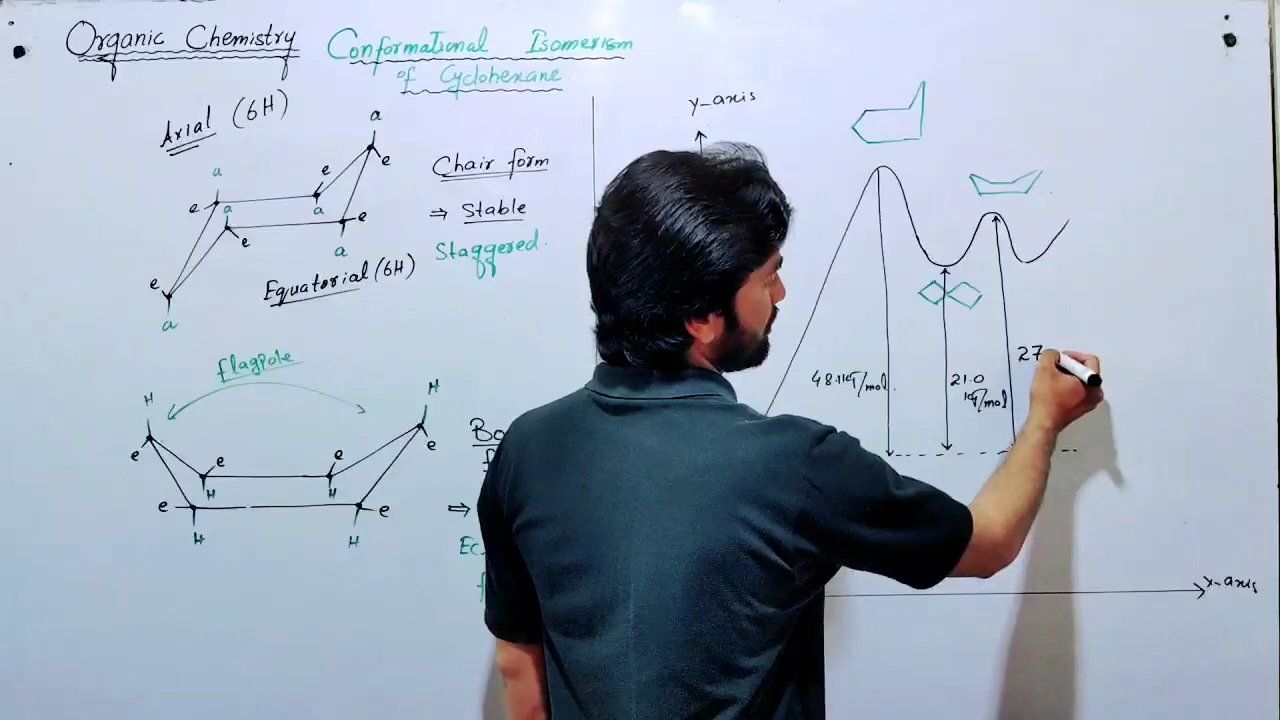 Organic Chemistry
Conformational Isomerism
of Cyclohexane
Axial (6H)
a
e
e
a
a
e
a
a
e
e
a
e
e
a
Equatorial (6H)
Chair form
⇒ Stable
Staggered.
flagpole
H
H
e
e
e
e
H
H
e
e
H
H
Bo
⇒
Ec
y-axis
48.1 kJ/mol
21.0
kJ/mol
27
x-axis